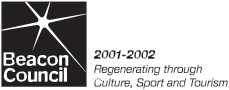 Beacon
Council
2001-2002
Regenerating through
Culture, Sport and Tourism